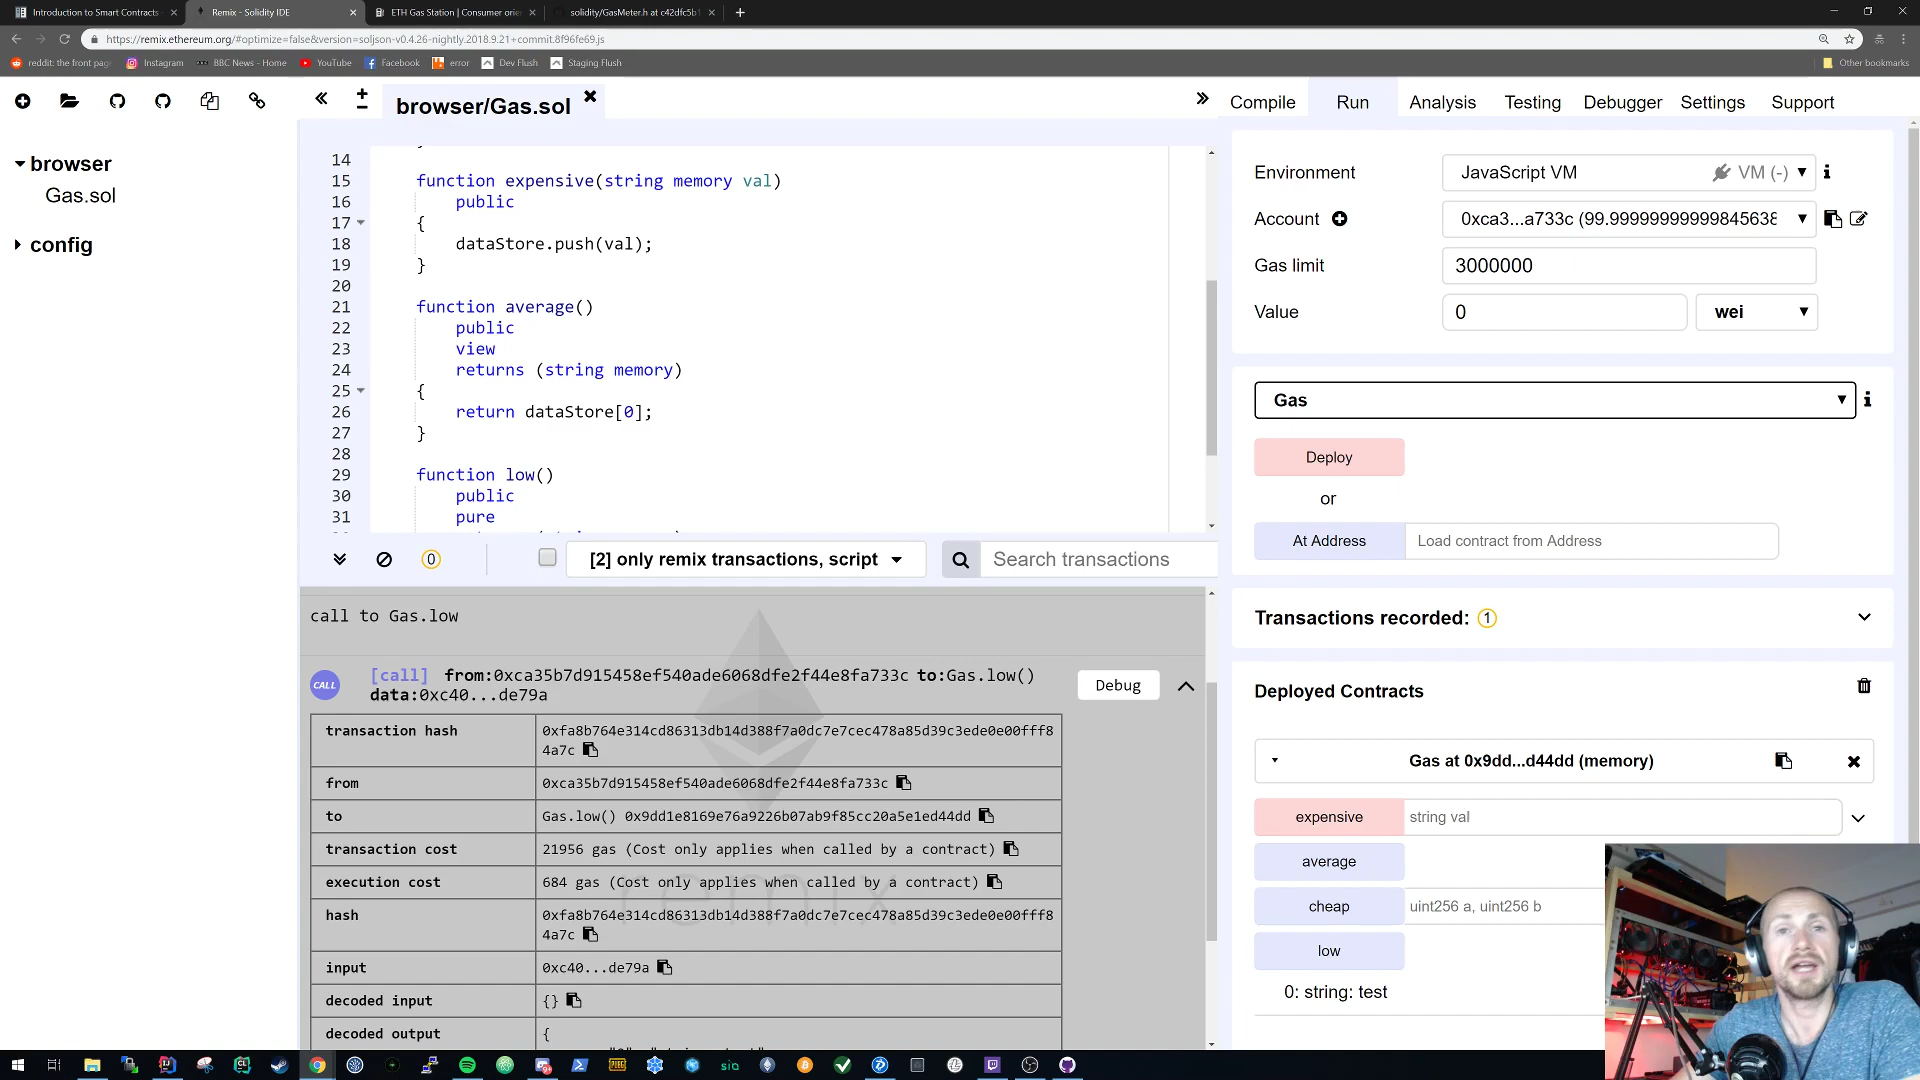 Introduction to Smart Contracts
Remix - Solidity IDE
ETH Gas Station | Consumer orie
solidity/GasMeter.h at c42dfc5b1
https://remix.ethereum.org/#optimize=false&version=soljson-v0.4.26-nightly.2018.9.21+commit.8f96fe69.js
reddit: the front pag
Instagram
BBC News - Home
YouTube
Facebook
error
Dev Flush
Staging Flush
Other bookmarks
browser/Gas.sol
Compile
Run
Analysis
Testing
Debugger
Settings
Support
browser
Gas.sol
config
14
15 function expensive(string memory val)
16 public
17 {
18 dataStore.push(val);
19 }
20
21 function average()
22 public
23 view
24 returns (string memory)
25 {
26 return dataStore[0];
27 }
28
29 function low()
30 public
31 pure
Environment
JavaScript VM
VM (-)
Account
0xca3...a733c (99.9999999999984563
Gas limit
3000000
Value
0
wei
Gas
Deploy
or
At Address
Load contract from Address
Transactions recorded: 1
Deployed Contracts
Gas at 0x9dd...d44dd (memory)
expensive
string val
average
cheap
uint256 a, uint256 b
low
0: string: test
0
[2] only remix transactions, script
Search transactions
call to Gas.low
CALL
[call] from:0xca35b7d915458ef540ade6068dfe2f44e8fa733c to:Gas.low()
data:0xc40...de79a
Debug
transaction hash
0xfa8b764e314cd86313db14d388f7a0dc7e7cec478a85d39c3ede0e00fff8
4a7c
from
0xca35b7d915458ef540ade6068dfe2f44e8fa733c
to
Gas.low() 0x9dd1e8169e76a9226b07ab9f85cc20a5e1ed44dd
transaction cost
21956 gas (Cost only applies when called by a contract)
execution cost
684 gas (Cost only applies when called by a contract)
hash
0xfa8b764e314cd86313db14d388f7a0dc7e7cec478a85d39c3ede0e00fff8
4a7c
input
0xc40...de79a
decoded input
{}
decoded output
{
remix
sia